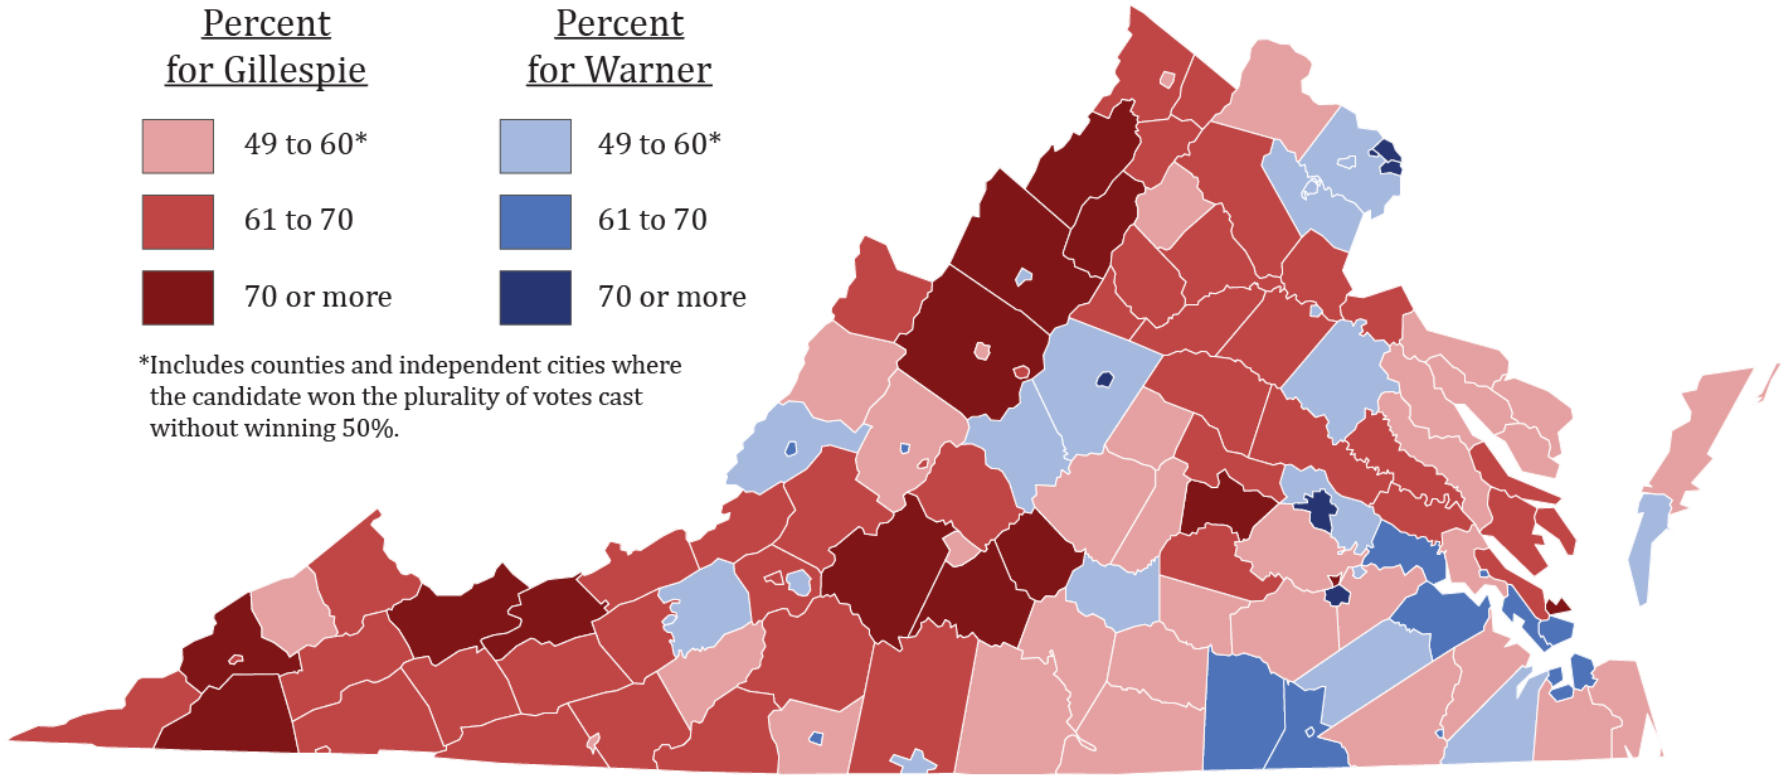 Percent
for Gillespie
49 to 60*
61 to 70
70 or more
Percent
for Warner
49 to 60*
61 to 70
70 or more
*Includes counties and independent cities where
the candidate won the plurality of votes cast
without winning 50%.